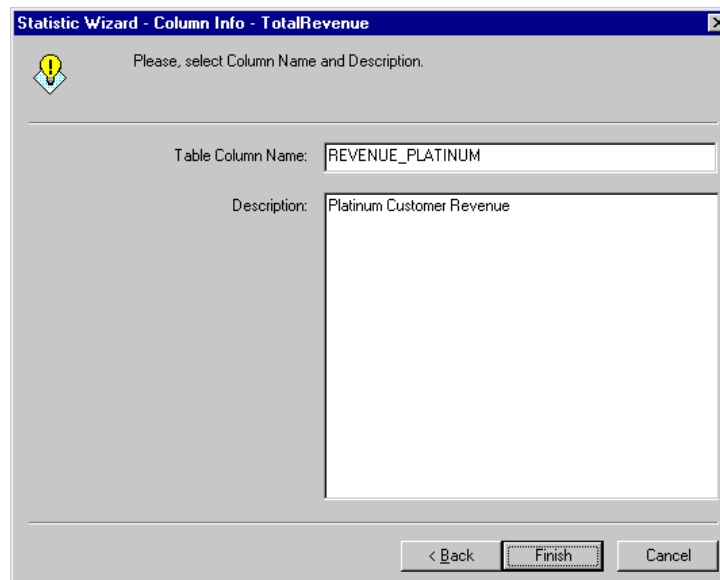 Statistic Wizard - Column Info - TotalRevenue
Please, select Column Name and Description.
Table Column Name: REVENUE_PLATINUM
Description: Platinum Customer Revenue
< Back Finish Cancel